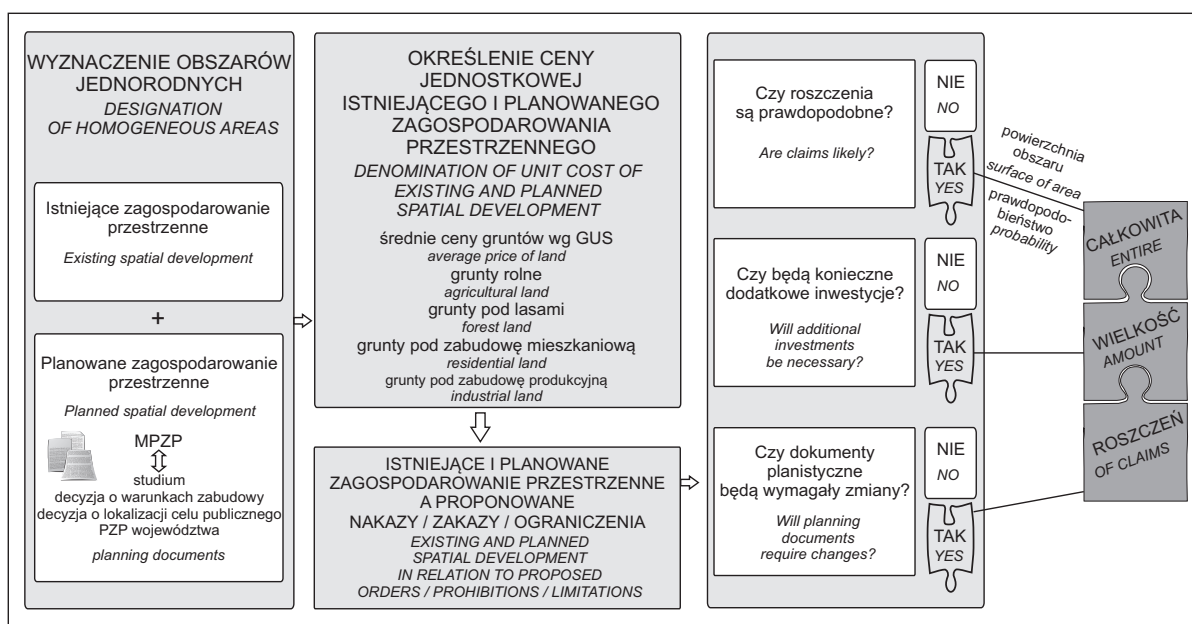 WYZNACZENIE OBSZARÓW
JEDNORODNYCH
DESIGNATION
OF HOMOGENEOUS AREAS
Istniejące zagospodarowanie
przestrzenne
Existing spatial development
+
Planowane zagospodarowanie
przestrzenne
Planned spatial development
MPZP
studium
decyzja o warunkach zabudowy
decyzja o lokalizacji celu publicznego
PZP województwa
planning documents
OKREŚLENIE CENY
JEDNOSTKOWEJ
ISTNIEJĄCEGO I PLANOWANEGO
ZAGOSPODAROWANIA
PRZESTRZENNEGO
DENOMINATION OF UNIT COST OF
EXISTING AND PLANNED
SPATIAL DEVELOPMENT
średnie ceny gruntów wg GUS
average price of land
grunty rolne
agricultural land
grunty pod lasami
forest land
grunty pod zabudowę mieszkaniową
residential land
grunty pod zabudowę produkcyjną
industrial land
ISTNIEJĄCE I PLANOWANE
ZAGOSPODAROWANIE PRZESTRZENNE
A PROPONOWANE
NAKAZY / ZAKAZY / OGRANICZENIA
EXISTING AND PLANNED
SPATIAL DEVELOPMENT
IN RELATION TO PROPOSED
ORDERS / PROHIBITIONS / LIMITATIONS
Czy roszczenia
są prawdopodobne?
Are claims likely?
NIE
NO
TAK
YES
Czy będą konieczne
dodatkowe inwestycje?
Will additional
investments
be necessary?
NIE
NO
TAK
YES
Czy dokumenty
planistyczne
będą wymagały zmiany?
Will planning
documents
require changes?
NIE
NO
TAK
YES
powierzchnia
obszaru
surface of area
prawdopodo-
bieństwo
probability
CAŁKOWITA
ENTIRE
WIELKOŚĆ
AMOUNT
ROSZCZEŃ
OF CLAIMS